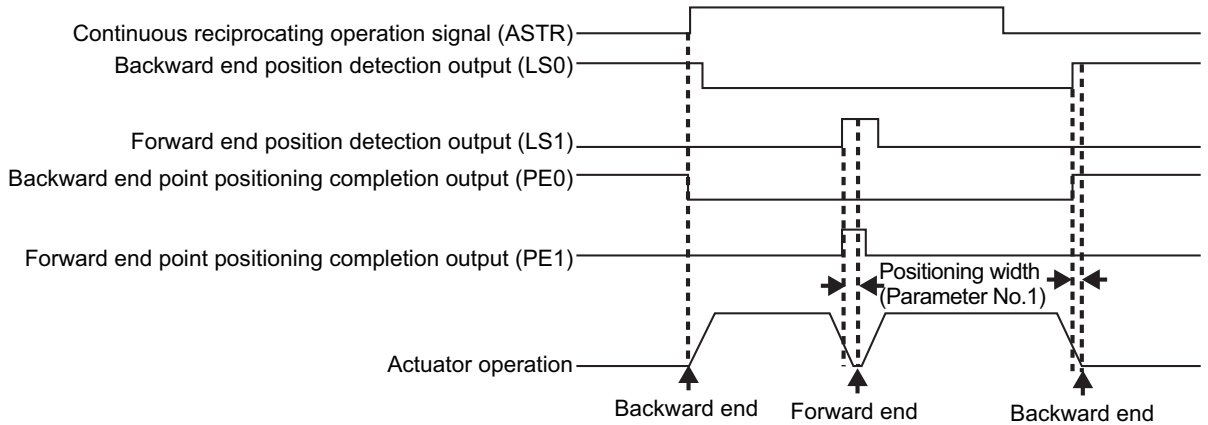 Continuous reciprocating operation signal (ASTR)
Backward end position detection output (LS0)
Forward end position detection output (LS1)
Backward end point positioning completion output (PE0)
Forward end point positioning completion output (PE1)
Positioning width
(Parameter No.1)
Actuator operation
Backward end
Forward end
Backward end